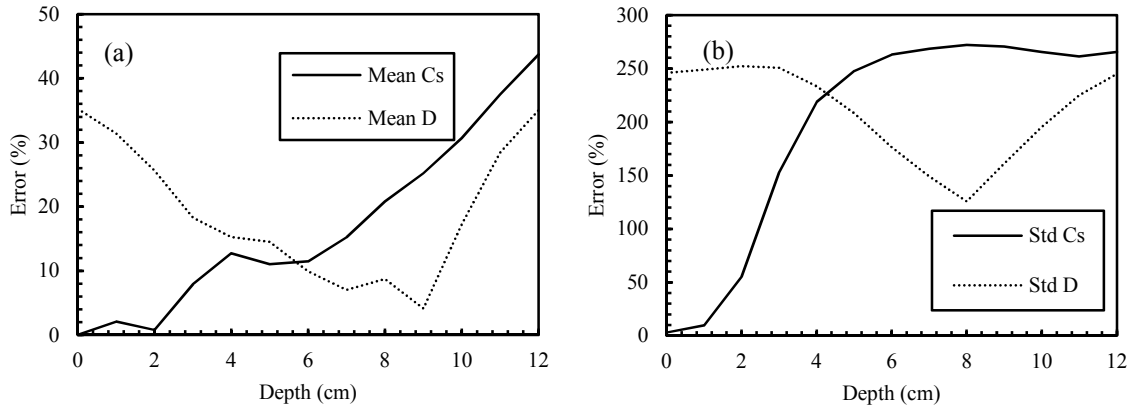 50
40
30
20
10
0
Error (%)
(a)
Mean Cs
Mean D
0 2 4 6 8 10 12
Depth (cm)
300
250
200
150
100
50
0
Error (%)
(b)
Std Cs
Std D
0 2 4 6 8 10 12
Depth (cm)